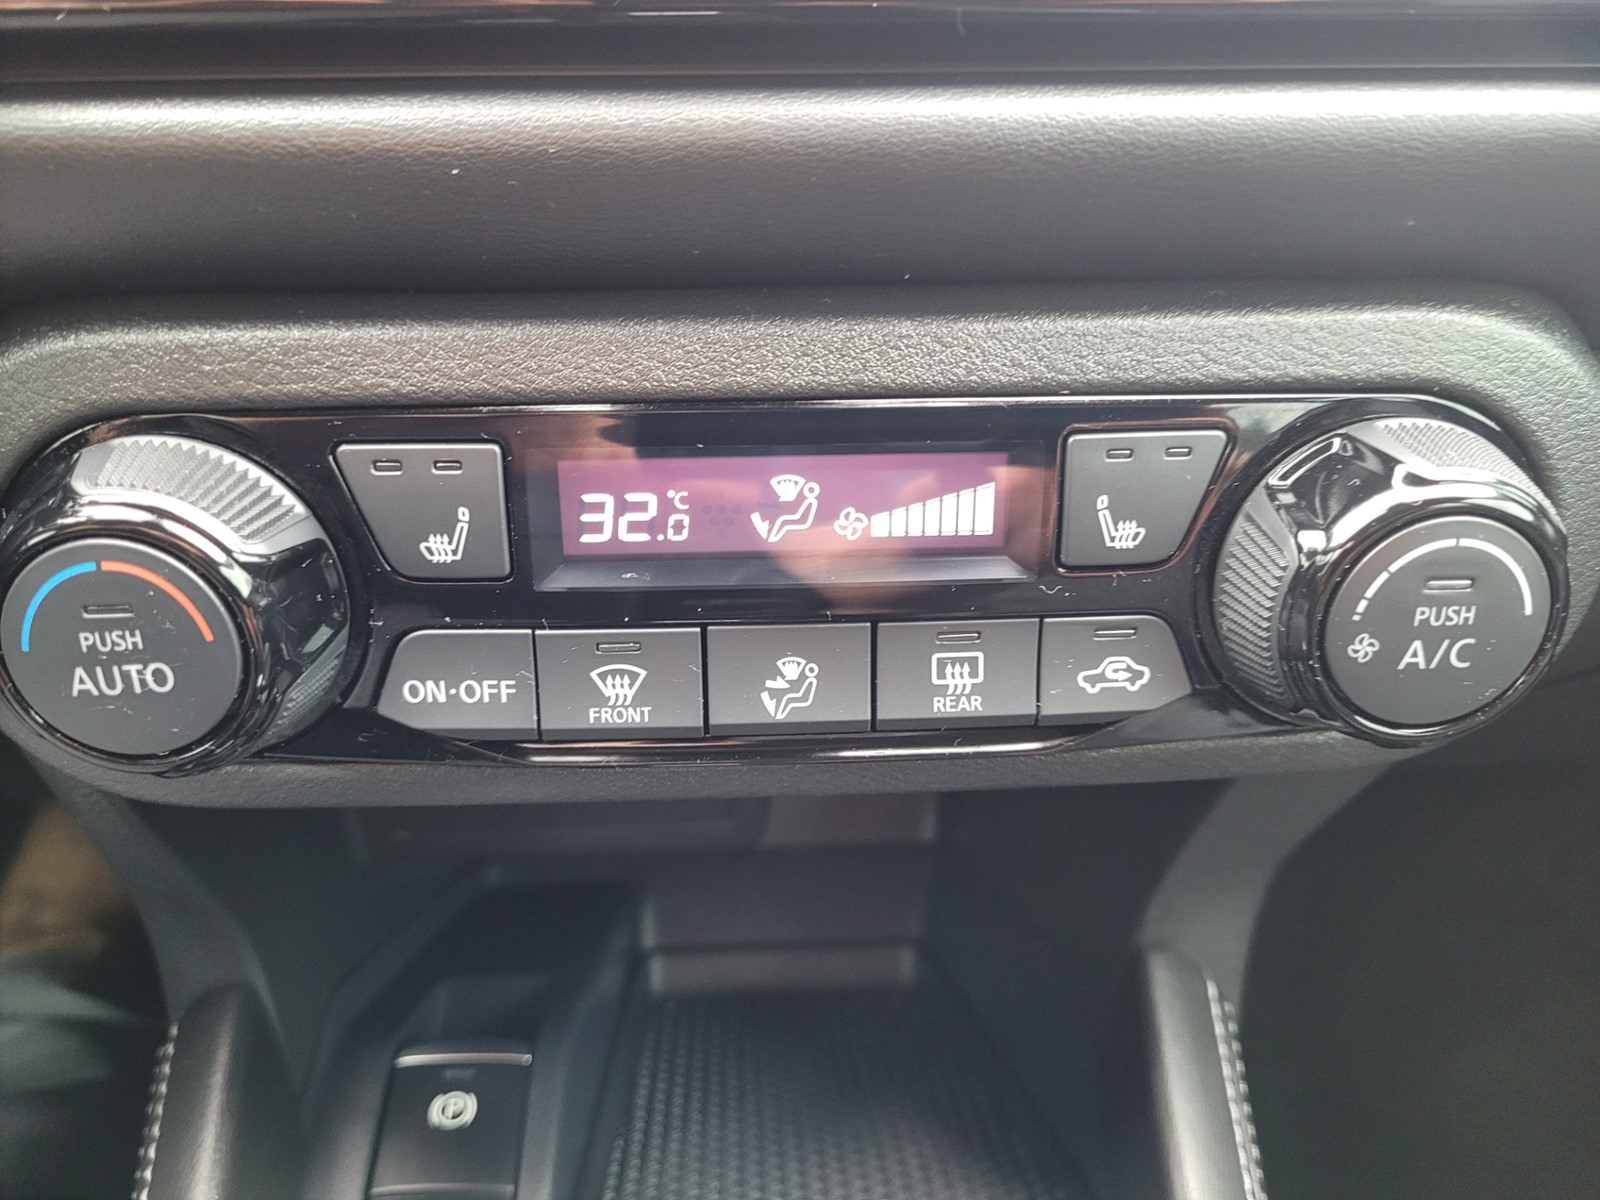 32.0 °C
PUSH
AUTO
ON·OFF
FRONT
REAR
PUSH
A/C
P